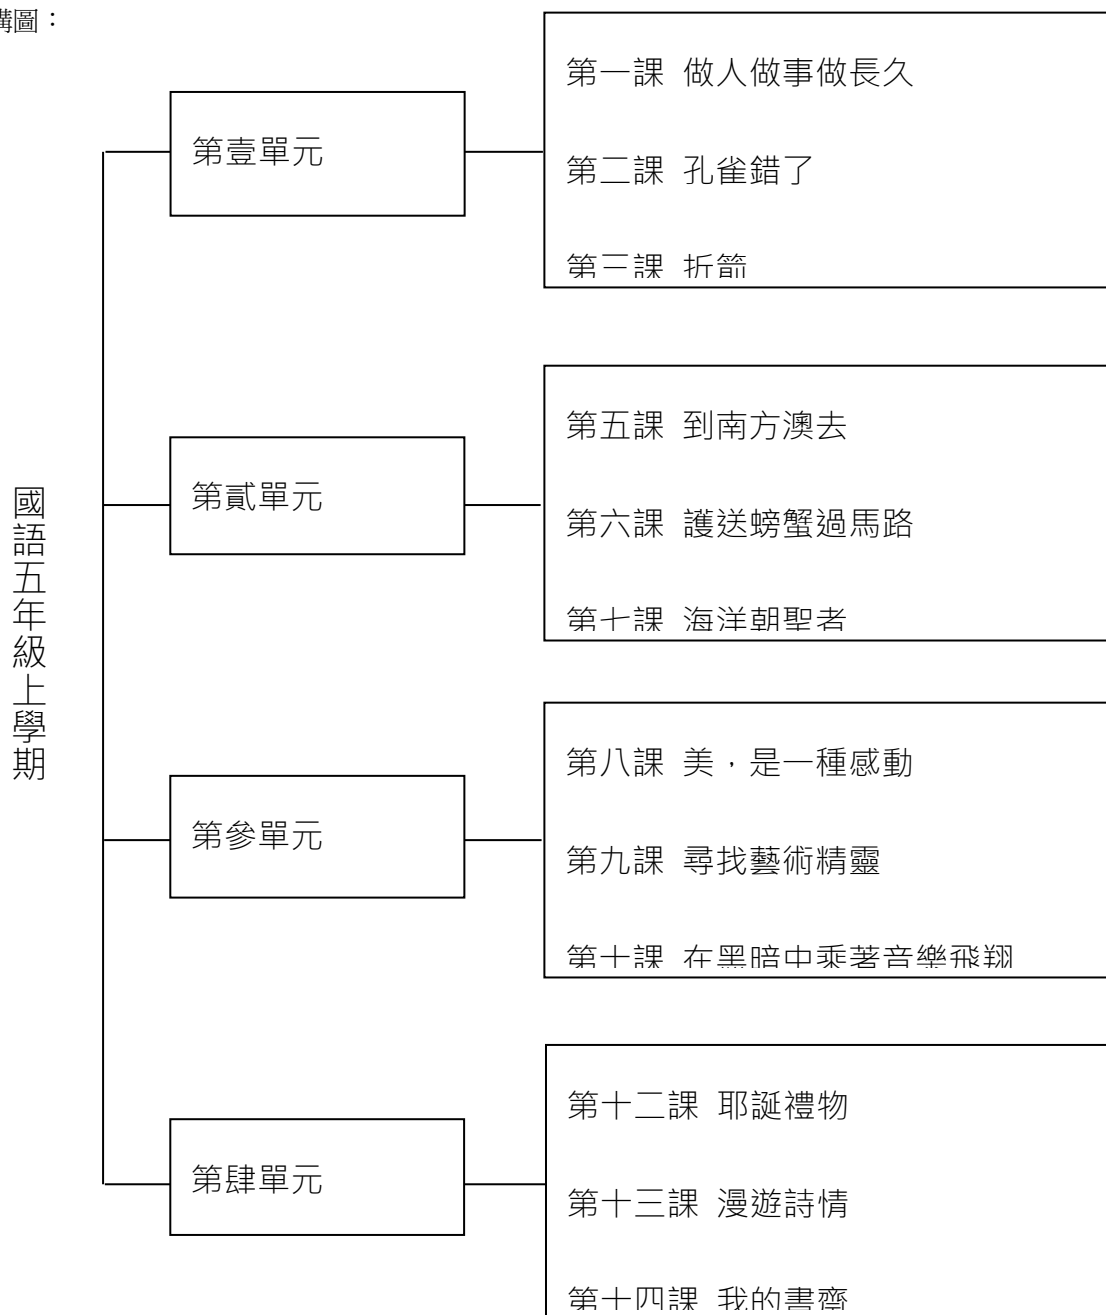 構圖：
國語五年級上學期
第壹單元
第一課 做人做事做長久
第二課 孔雀錯了
第三課 折箭
第貳單元
第五課 到南方澳去
第六課 護送螃蟹過馬路
第七課 海洋朝聖者
第參單元
第八課 美，是一種感動
第九課 尋找藝術精靈
第十課 在黑暗中乘著音樂飛翔
第肆單元
第十二課 耶誕禮物
第十三課 漫遊詩情
第十四課 我的書齋